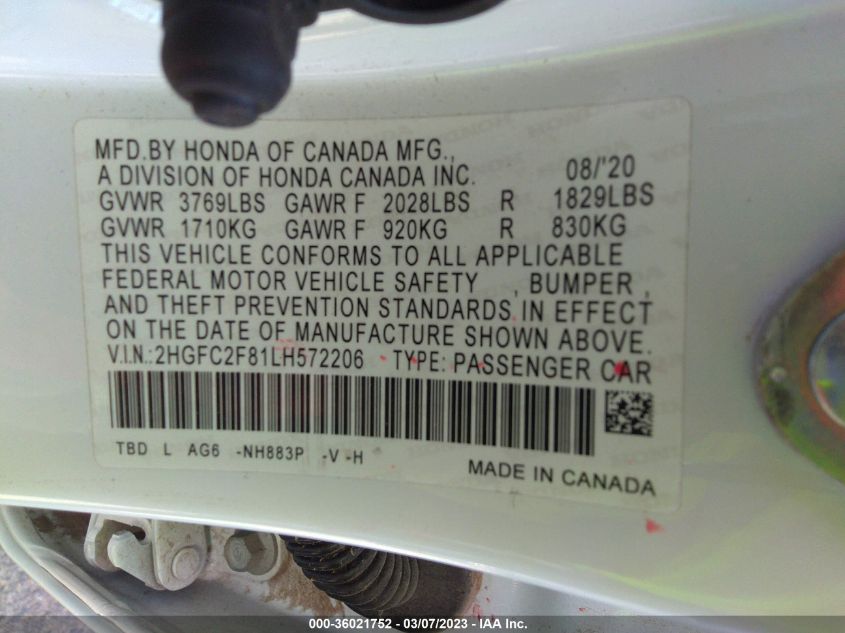 MFD.BY HONDA OF CANADA MFG.,
A DIVISION OF HONDA CANADA INC. 08/'20
GVWR 3769LBS GAWR F 2028LBS R 1829LBS
GVWR 1710KG GAWR F 920KG R 830KG
THIS VEHICLE CONFORMS TO ALL APPLICABLE
FEDERAL MOTOR VEHICLE SAFETY , BUMPER ,
AND THEFT PREVENTION STANDARDS IN EFFECT
ON THE DATE OF MANUFACTURE SHOWN ABOVE.
V.I.N.:2HGFC2F81LH572206 TYPE: PASSENGER CAR
TBD L AG6 -NH883P -V -H
MADE IN CANADA
000-36021752 - 03/07/2023 - IAA Inc.